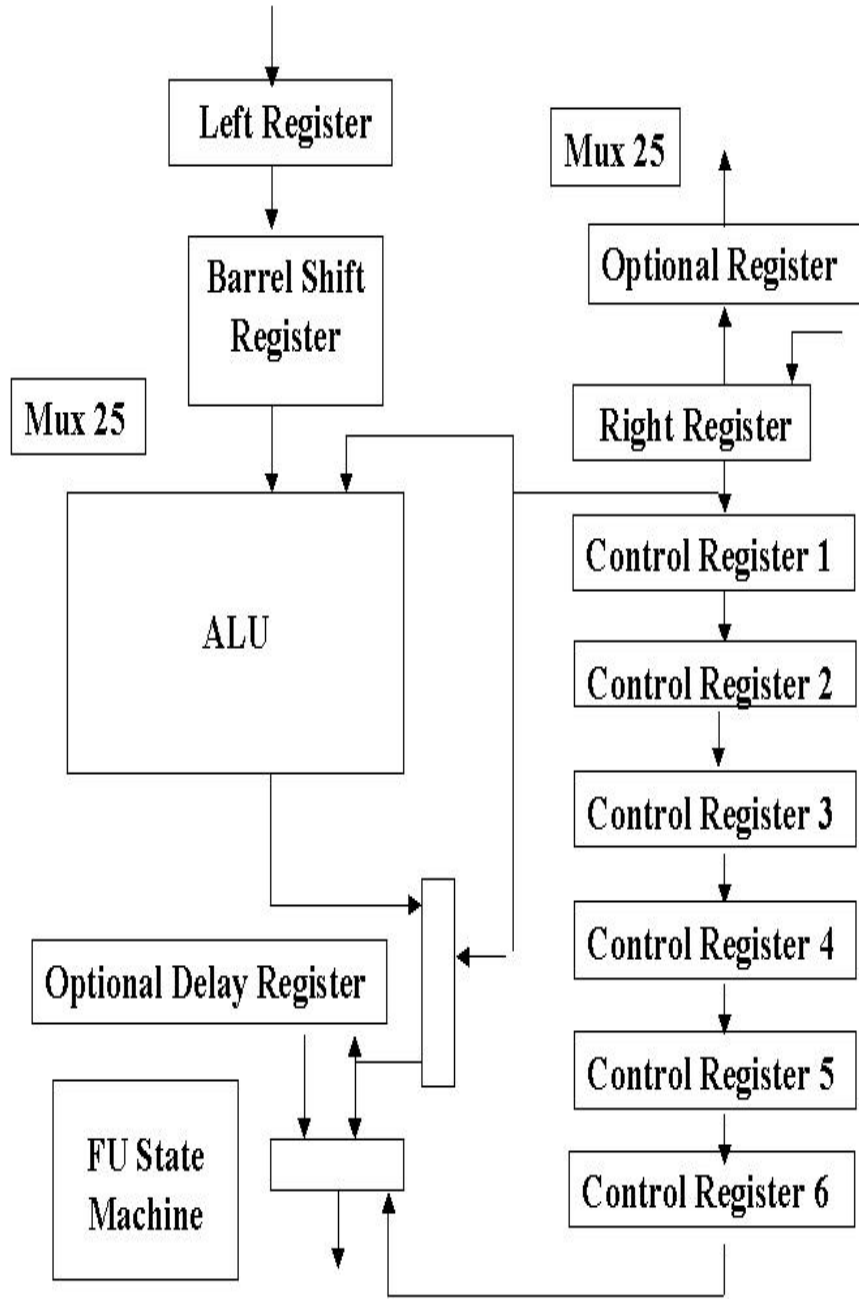 Left Register
Mux 25
Barrel Shift
Register
Optional Register
Mux 25
Right Register
Control Register 1
ALU
Control Register 2
Control Register 3
Control Register 4
Optional Delay Register
Control Register 5
FU State
Machine
Control Register 6